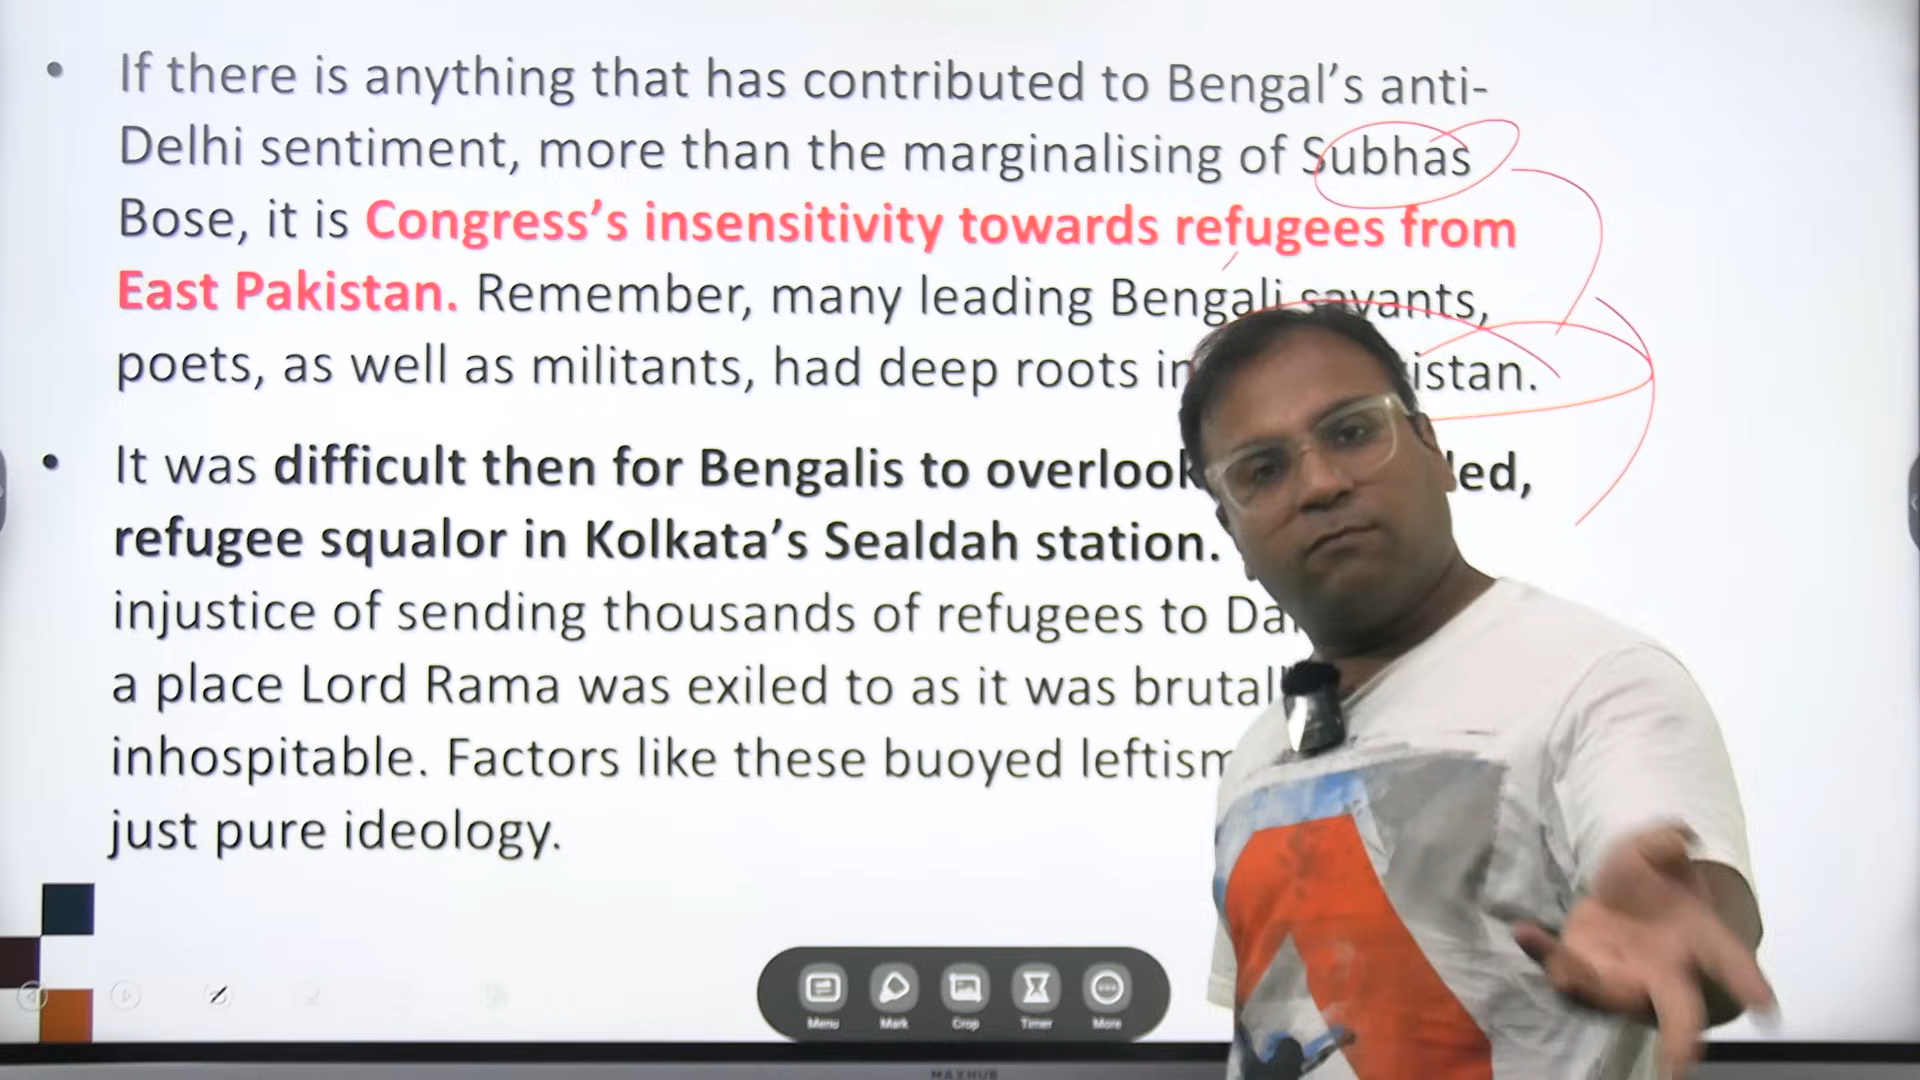 • If there is anything that has contributed to Bengal’s anti-
Delhi sentiment, more than the marginalising of Subhas
Bose, it is Congress’s insensitivity towards refugees from
East Pakistan. Remember, many leading Bengali savants,
poets, as well as militants, had deep roots in istan.
• It was difficult then for Bengalis to overlook led,
refugee squalor in Kolkata’s Sealdah station.
injustice of sending thousands of refugees to Da
a place Lord Rama was exiled to as it was brutal
inhospitable. Factors like these buoyed leftism
just pure ideology.
Menu Mark Crop Timer More
MAXHUB